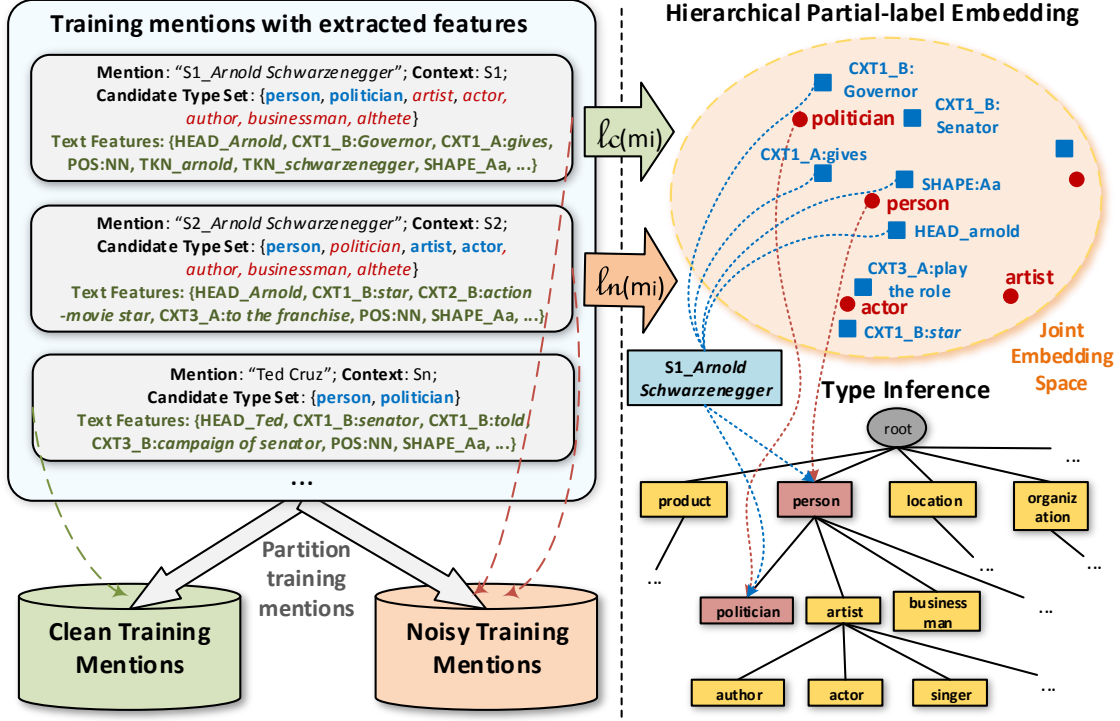 Training mentions with extracted features
Mention: “S1_Arnold Schwarzenegger”; Context: S1;
Candidate Type Set: {person, politician, artist, actor,
author, businessman, althete}
Text Features: {HEAD_Arnold, CXT1_B:Governor, CXT1_A:gives,
POS:NN, TKN_arnold, TKN_schwarzenegger, SHAPE_Aa, ...}
Mention: “S2_Arnold Schwarzenegger”; Context: S2;
Candidate Type Set: {person, politician, artist, actor,
author, businessman, althete}
Text Features: {HEAD_Arnold, CXT1_B:star, CXT2_B:action
-movie star, CXT3_A:to the franchise, POS:NN, SHAPE_Aa, ...}
Mention: “Ted Cruz”; Context: Sn;
Candidate Type Set: {person, politician}
Text Features: {HEAD_Ted, CXT1_B:senator, CXT1_B:told,
CXT3_B:campaign of senator, POS:NN, SHAPE_Aa, ...}
...
Partition
training
mentions
Clean Training
Mentions
Noisy Training
Mentions
ℓc(mi)
ℓn(mi)
Hierarchical Partial-label Embedding
CXT1_B:
Governor
politician
CXT1_B:
Senator
CXT1_A:gives
SHAPE:Aa
person
HEAD_arnold
CXT3_A:play
the role
artist
actor
CXT1_B:star
Joint
Embedding
Space
S1_Arnold
Schwarzenegger
Type Inference
root
...
product
person
location
organiz
ation
...
...
...
politician
artist
business
man
...
author
actor
singer
...